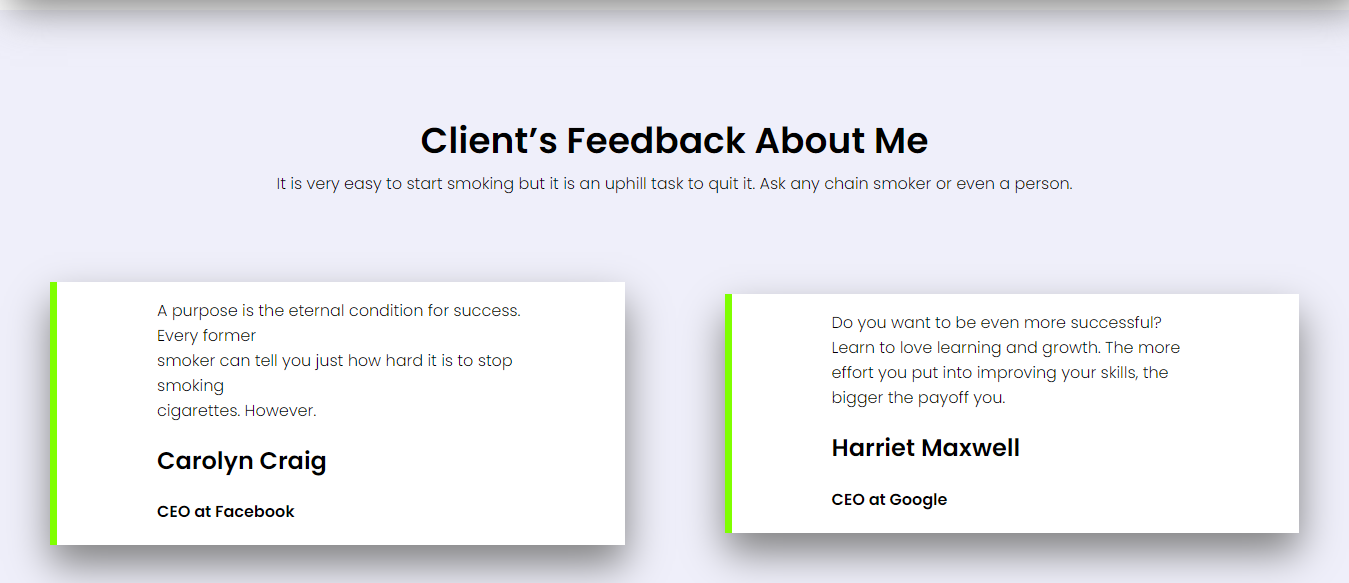 Client’s Feedback About Me
It is very easy to start smoking but it is an uphill task to quit it. Ask any chain smoker or even a person.
A purpose is the eternal condition for success.
Every former
smoker can tell you just how hard it is to stop
smoking
cigarettes. However.
Carolyn Craig
CEO at Facebook
Do you want to be even more successful?
Learn to love learning and growth. The more
effort you put into improving your skills, the
bigger the payoff you.
Harriet Maxwell
CEO at Google